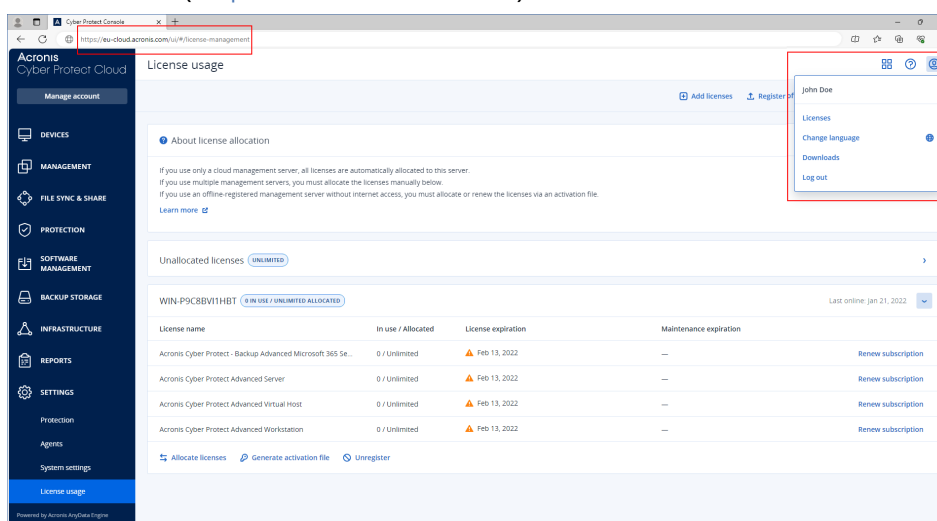 Cyber Protect Console
https://eu-cloud.acronis.com/ui/#/license-management
Acronis
Cyber Protect Cloud
License usage
Manage account
Add licenses
Register of
John Doe
Licenses
Change language
Downloads
Log out
DEVICES
MANAGEMENT
FILE SYNC & SHARE
PROTECTION
SOFTWARE
MANAGEMENT
BACKUP STORAGE
INFRASTRUCTURE
REPORTS
SETTINGS
Protection
Agents
System settings
License usage
Powered by Acronis AnyData Engine
About license allocation
If you use only a cloud management server, all licenses are automatically allocated to this server.
If you use multiple management servers, you must allocate the licenses manually below.
If you use an offline-registered management server without internet access, you must allocate or renew the licenses via an activation file.
Learn more
Unallocated licenses UNLIMITED
WIN-P9C8BVI1HBT 0 IN USE / UNLIMITED ALLOCATED Last online: Jan 21, 2022
License name In use / Allocated License expiration Maintenance expiration
Acronis Cyber Protect - Backup Advanced Microsoft 365 Se... 0 / Unlimited Feb 13, 2022 — Renew subscription
Acronis Cyber Protect Advanced Server 0 / Unlimited Feb 13, 2022 — Renew subscription
Acronis Cyber Protect Advanced Virtual Host 0 / Unlimited Feb 13, 2022 — Renew subscription
Acronis Cyber Protect Advanced Workstation 0 / Unlimited Feb 13, 2022 — Renew subscription
Allocate licenses Generate activation file Unregister